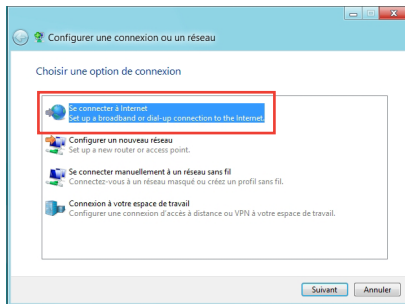 Configurer une connexion ou un réseau
Choisir une option de connexion
Se connecter à Internet
Set up a broadband or dial-up connection to the Internet.
Configurer un nouveau réseau
Set up a new router or access point.
Se connecter manuellement à un réseau sans fil
Connectez-vous à un réseau masqué ou créez un profil sans fil.
Connexion à votre espace de travail
Configurer une connexion d'accès à distance ou VPN à votre espace de travail.
Suivant Annuler